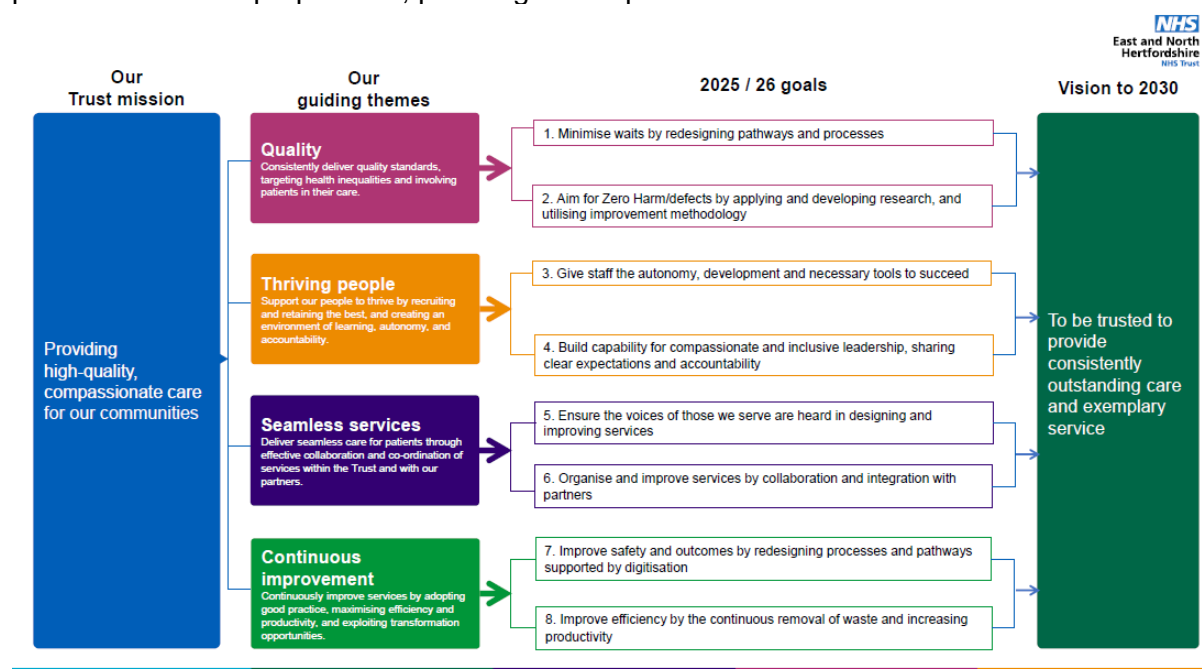 NHS
East and North
Hertfordshire
NHS Trust
Our
Trust mission
Our
guiding themes
2025 / 26 goals
Vision to 2030
Providing
high-quality,
compassionate care
for our communities
Quality
Consistently deliver quality standards,
targeting health inequalities and involving
patients in their care.
1. Minimise waits by redesigning pathways and processes
2. Aim for Zero Harm/defects by applying and developing research, and
utilising improvement methodology
Thriving people
Support our people to thrive by recruiting
and retaining the best, and creating an
environment of learning, autonomy, and
accountability.
3. Give staff the autonomy, development and necessary tools to succeed
4. Build capability for compassionate and inclusive leadership, sharing
clear expectations and accountability
Seamless services
Deliver seamless care for patients through
effective collaboration and co-ordination of
services within the Trust and with our
partners.
5. Ensure the voices of those we serve are heard in designing and
improving services
6. Organise and improve services by collaboration and integration with
partners
Continuous
improvement
Continuously improve services by adopting
good practice, maximising efficiency and
productivity, and exploiting transformation
opportunities.
7. Improve safety and outcomes by redesigning processes and pathways
supported by digitisation
8. Improve efficiency by the continuous removal of waste and increasing
productivity
To be trusted to
provide
consistently
outstanding care
and exemplary
service